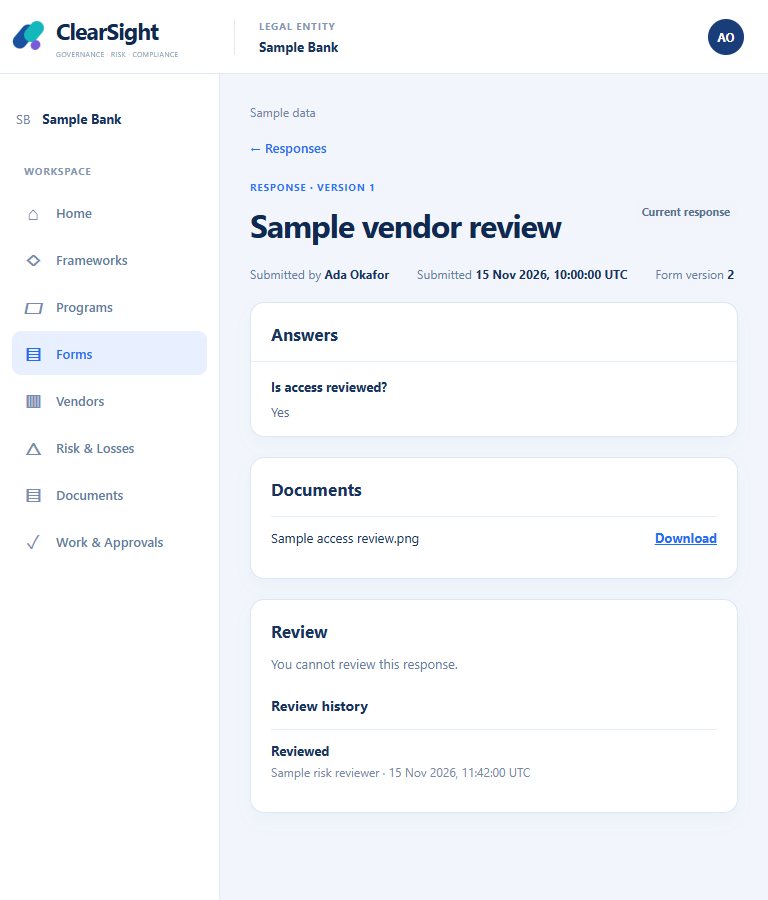 ClearSight
GOVERNANCE · RISK · COMPLIANCE
LEGAL ENTITY
Sample Bank
AO
SB Sample Bank
WORKSPACE
Home
Frameworks
Programs
Forms
Vendors
Risk & Losses
Documents
Work & Approvals
Sample data
← Responses
RESPONSE · VERSION 1
Sample vendor review
Current response
Submitted by Ada Okafor Submitted 15 Nov 2026, 10:00:00 UTC Form version 2
Answers
Is access reviewed?
Yes
Documents
Sample access review.png Download
Review
You cannot review this response.
Review history
Reviewed
Sample risk reviewer · 15 Nov 2026, 11:42:00 UTC